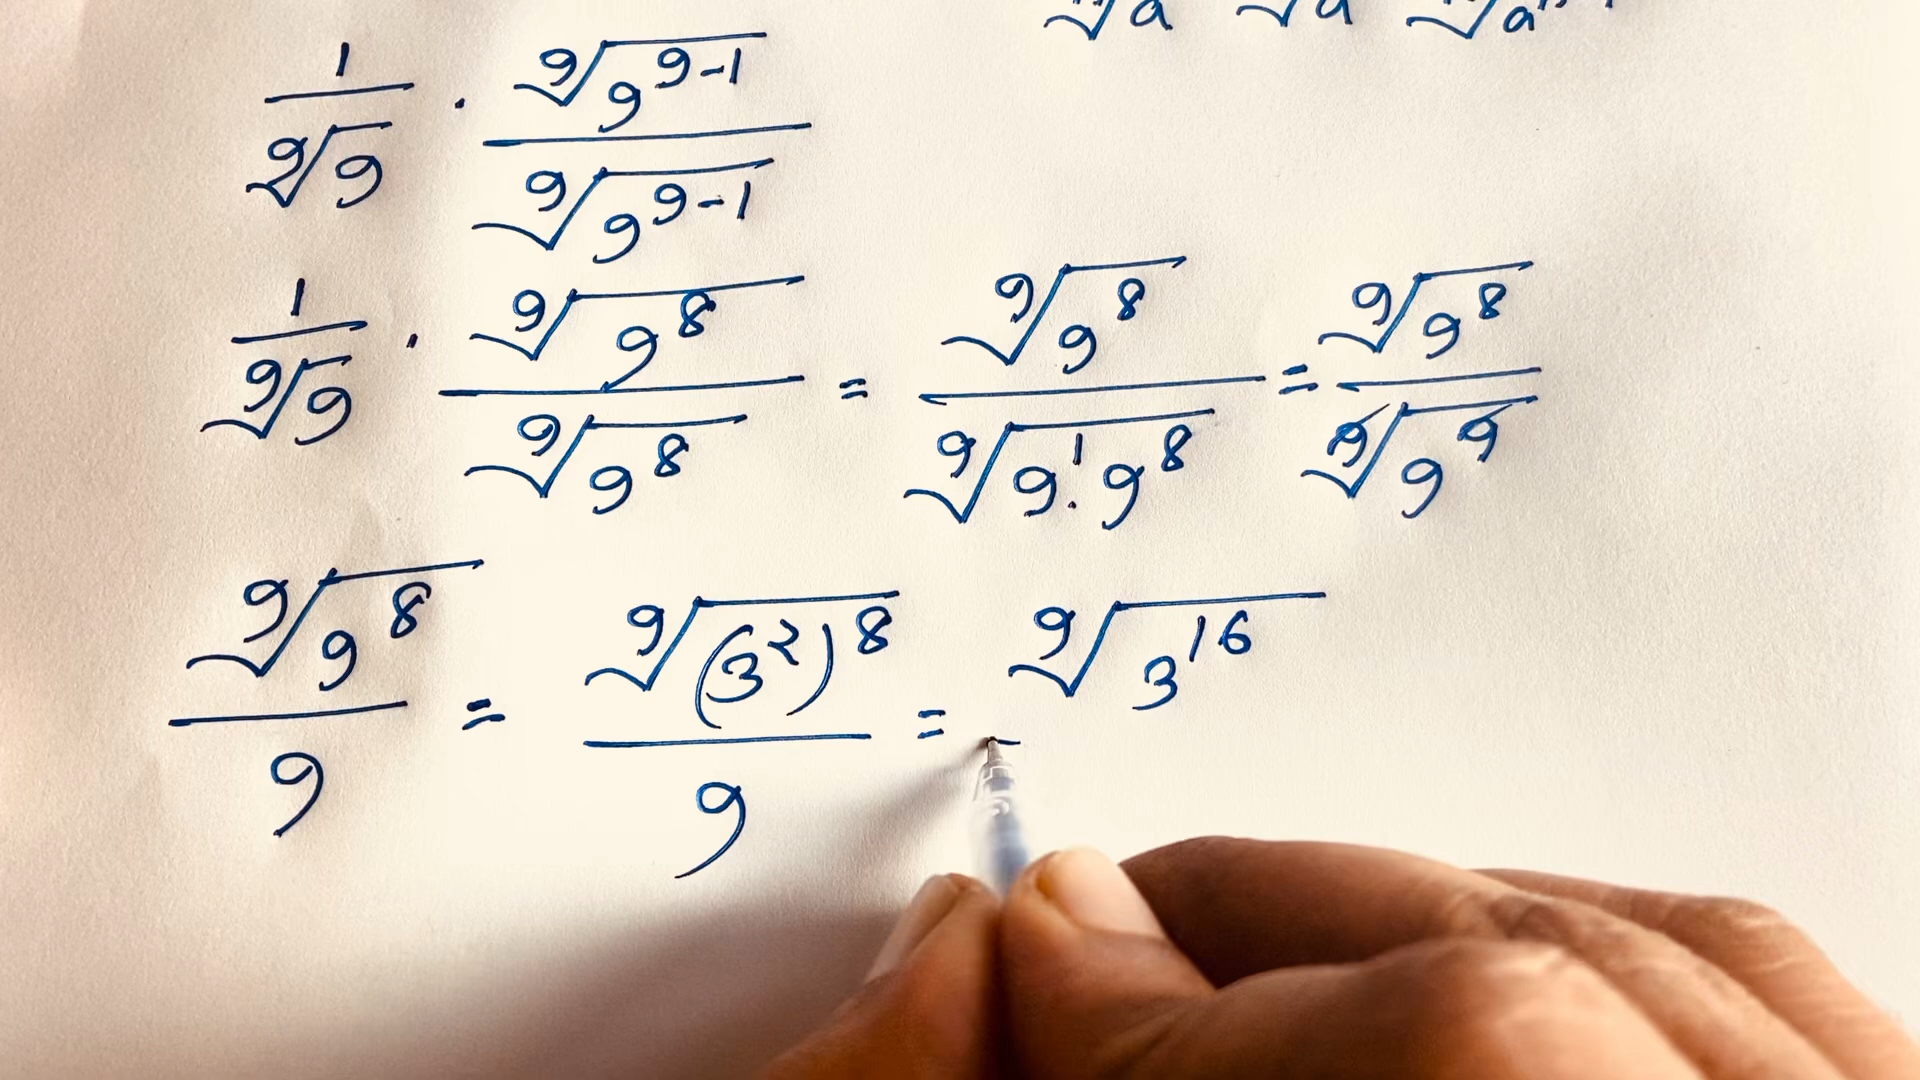 ⁿ√a √a ⁿ√a
1/⁹√9 · ⁹√9⁹⁻¹/⁹√9⁹⁻¹
1/⁹√9 · ⁹√9⁸/⁹√9⁸ = ⁹√9⁸/⁹√9¹·9⁸ = ⁹√9⁸/⁹√9⁹
⁹√9⁸/9 = ⁹√(3²)⁸/9 = ⁹√3¹⁶